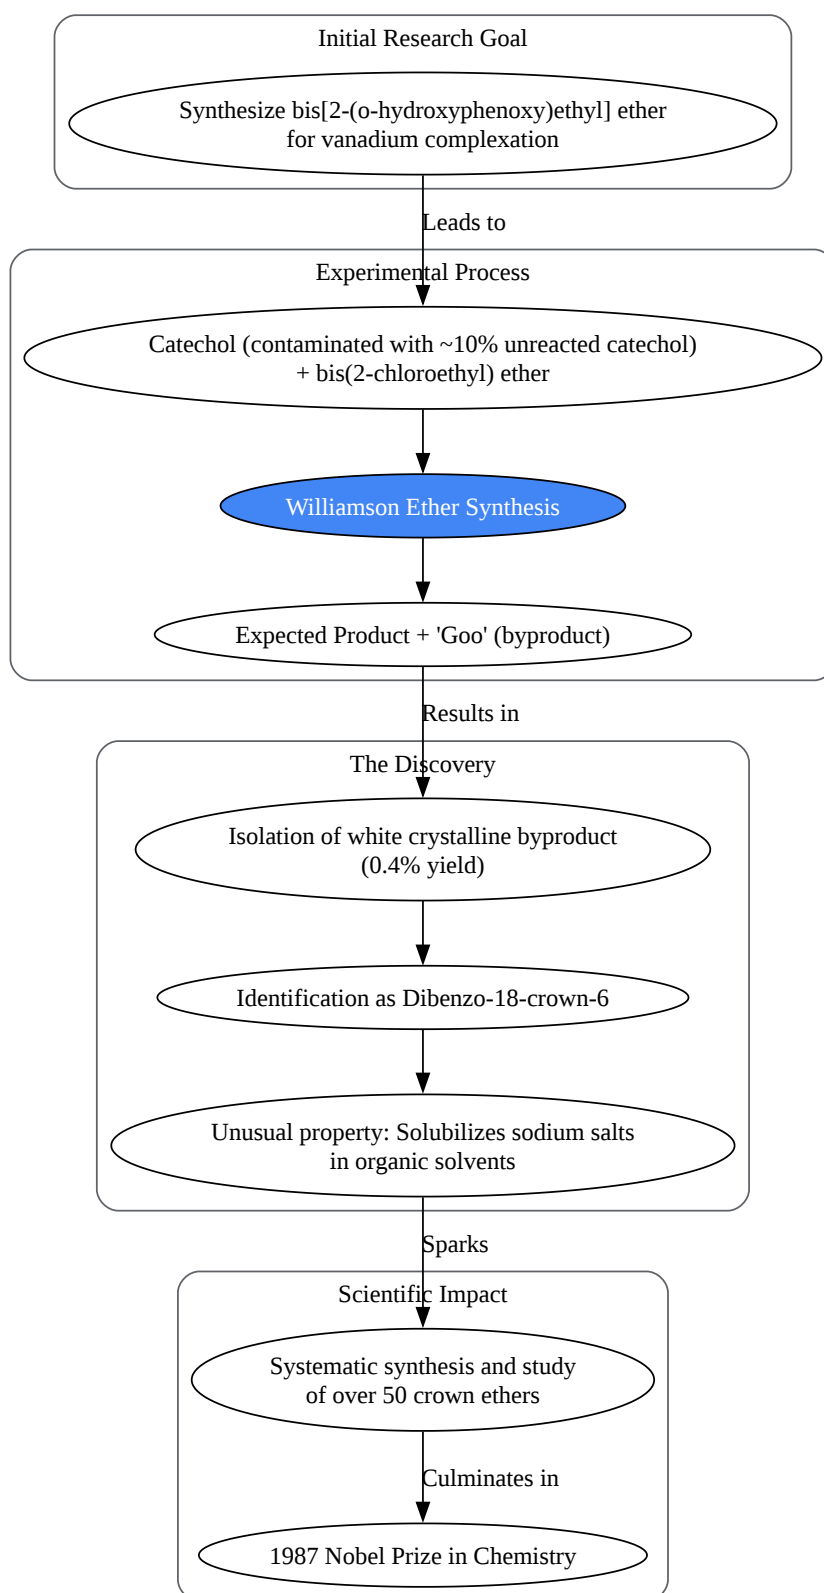 Initial Research Goal
Synthesize bis[2-(o-hydroxyphenoxy)ethyl] ether
for vanadium complexation
Leads to
Experimental Process
Catechol (contaminated with ~10% unreacted catechol)
+ bis(2-chloroethyl) ether
Williamson Ether Synthesis
Expected Product + 'Goo' (byproduct)
Results in
The Discovery
Isolation of white crystalline byproduct
(0.4% yield)
Identification as Dibenzo-18-crown-6
Unusual property: Solubilizes sodium salts
in organic solvents
Sparks
Scientific Impact
Systematic synthesis and study
of over 50 crown ethers
Culminates in
1987 Nobel Prize in Chemistry